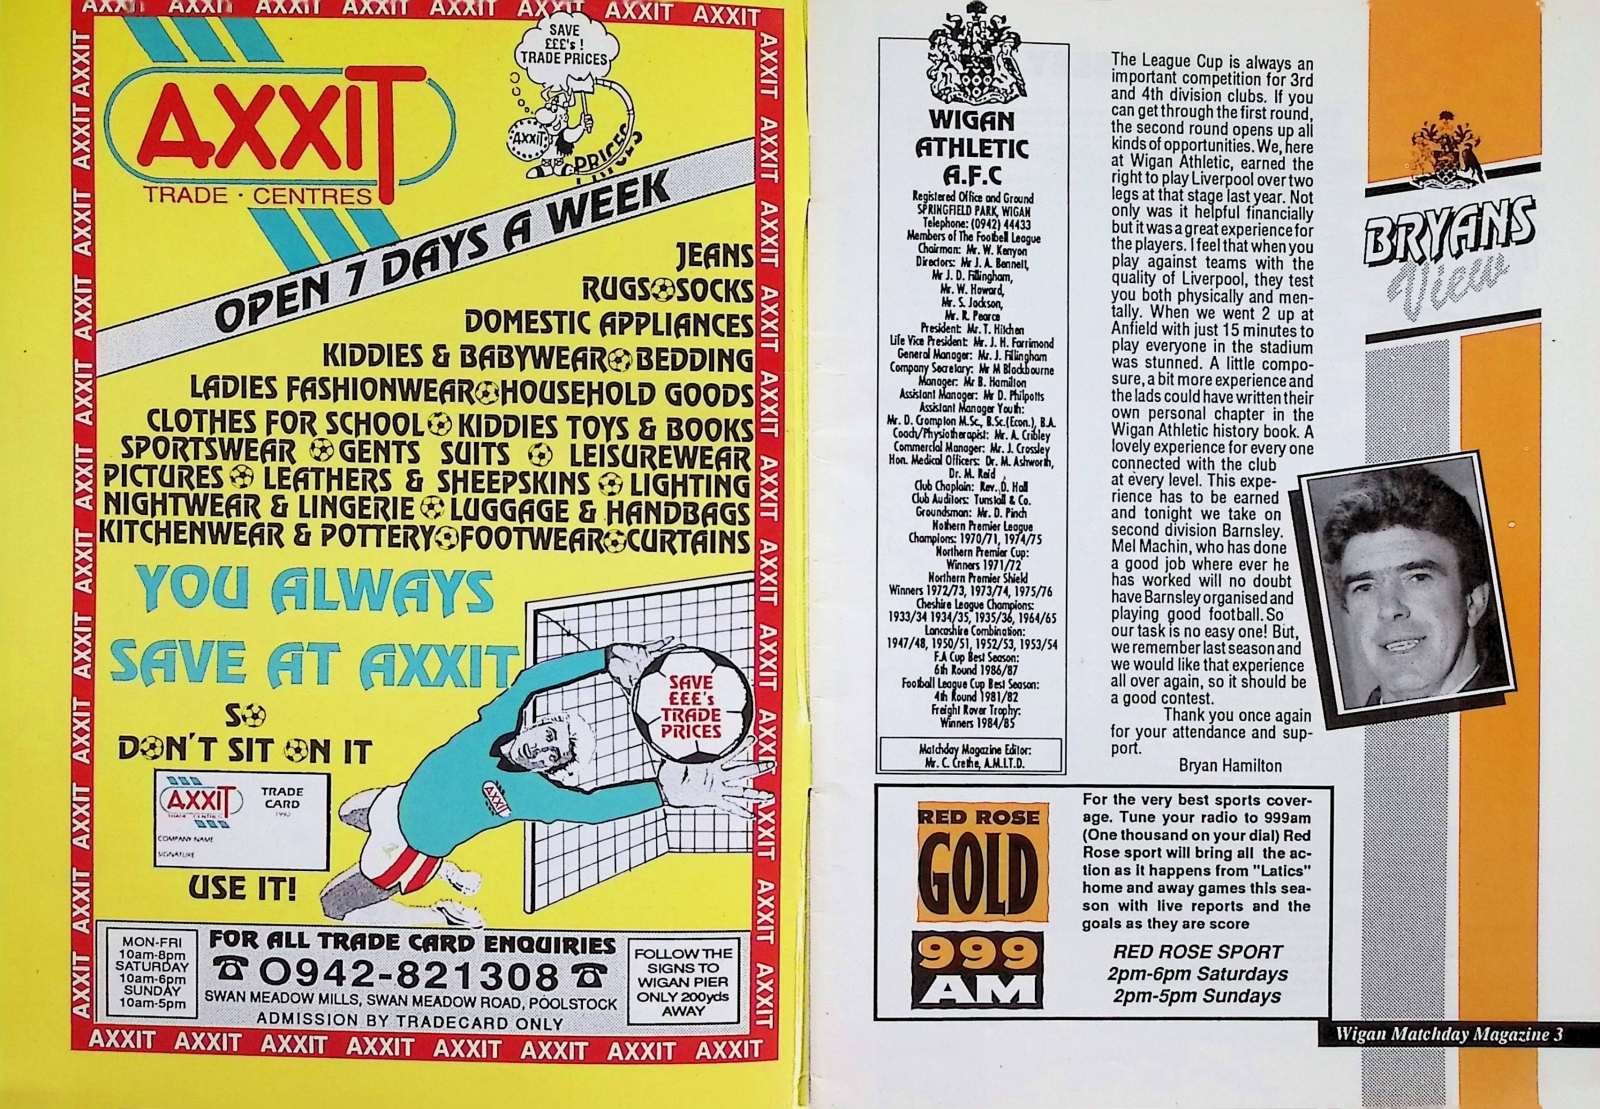 AXXIT AXXIT AXXIT AXXIT AXXIT AXXIT AXXIT AXXIT
SAVE
£££'s !
TRADE PRICES
AXXIT
PRICES
AXXIT
TRADE · CENTRES
OPEN 7 DAYS A WEEK
JEANS
RUGS SOCKS
DOMESTIC APPLIANCES
KIDDIES & BABYWEAR BEDDING
LADIES FASHIONWEAR HOUSEHOLD GOODS
CLOTHES FOR SCHOOL KIDDIES TOYS & BOOKS
SPORTSWEAR GENTS SUITS LEISUREWEAR
PICTURES LEATHERS & SHEEPSKINS LIGHTING
NIGHTWEAR & LINGERIE LUGGAGE & HANDBAGS
KITCHENWEAR & POTTERY FOOTWEAR CURTAINS
YOU ALWAYS
SAVE AT AXXIT
SO
DON'T SIT ON IT
SAVE
£££'s
TRADE
PRICES
AXXIT
AXXIT
TRADE CENTRES
TRADE
CARD
COMPANY NAME
SIGNATURE
USE IT!
MON-FRI
10am-8pm
SATURDAY
10am-6pm
SUNDAY
10am-5pm
FOR ALL TRADE CARD ENQUIRIES
0942-821308
SWAN MEADOW MILLS, SWAN MEADOW ROAD, POOLSTOCK
ADMISSION BY TRADECARD ONLY
FOLLOW THE
SIGNS TO
WIGAN PIER
ONLY 200yds
AWAY
AXXIT AXXIT AXXIT AXXIT AXXIT AXXIT AXXIT AXXIT
WIGAN
ATHLETIC
A.F.C
Registered Office and Ground
SPRINGFIELD PARK, WIGAN
Telephone: (0942) 44433
Members of The Football League
Chairman: Mr. W. Kenyon
Directors: Mr J. A. Bennett,
Mr J. D. Fillingham,
Mr. W. Howard,
Mr. S. Jackson,
Mr. R. Pearce
President: Mr. T. Hitchen
Life Vice President: Mr. J. H. Farrimond
General Manager: Mr. J. Fillingham
Company Secretary: Mr M Blackbourne
Manager: Mr B. Hamilton
Assistant Manager: Mr D. Philpotts
Assistant Manager Youth:
Mr. D. Crompton M.Sc., B.Sc.(Econ.), B.A.
Coach/Physiotherapist: Mr. A. Cribley
Commercial Manager: Mr. J. Crossley
Hon. Medical Officers: Dr. M. Ashworth,
Dr. M. Reid
Club Chaplain: Rev. D. Hall
Club Auditors: Tunstall & Co.
Groundsman: Mr. D. Pinch
Nothern Premier League
Champions: 1970/71, 1974/75
Northern Premier Cup:
Winners 1971/72
Northern Premier Shield
Winners 1972/73, 1973/74, 1975/76
Cheshire League Champions:
1933/34 1934/35, 1935/36, 1964/65
Lancashire Combination:
1947/48, 1950/51, 1952/53, 1953/54
F.A Cup Best Season:
6th Round 1986/87
Football League Cup Best Season:
4th Round 1981/82
Freight Rover Trophy:
Winners 1984/85
Matchday Magazine Editor:
Mr. C. Crethe, A.M.I.T.D.
The League Cup is always an
important competition for 3rd
and 4th division clubs. If you
can get through the first round,
the second round opens up all
kinds of opportunities. We, here
at Wigan Athletic, earned the
right to play Liverpool over two
legs at that stage last year. Not
only was it helpful financially
but it was a great experience for
the players. I feel that when you
play against teams with the
quality of Liverpool, they test
you both physically and men-
tally. When we went 2 up at
Anfield with just 15 minutes to
play everyone in the stadium
was stunned. A little compo-
sure, a bit more experience and
the lads could have written their
own personal chapter in the
Wigan Athletic history book. A
lovely experience for every one
connected with the club
at every level. This expe-
rience has to be earned
and tonight we take on
second division Barnsley.
Mel Machin, who has done
a good job where ever he
has worked will no doubt
have Barnsley organised and
playing good football. So
our task is no easy one! But,
we remember last season and
we would like that experience
all over again, so it should be
a good contest.
Thank you once again
for your attendance and sup-
port.
Bryan Hamilton
BRYANS
View
RED ROSE
GOLD
999
AM
For the very best sports cover-
age. Tune your radio to 999am
(One thousand on your dial) Red
Rose sport will bring all the ac-
tion as it happens from "Latics"
home and away games this sea-
son with live reports and the
goals as they are score
RED ROSE SPORT
2pm-6pm Saturdays
2pm-5pm Sundays
Wigan Matchday Magazine 3